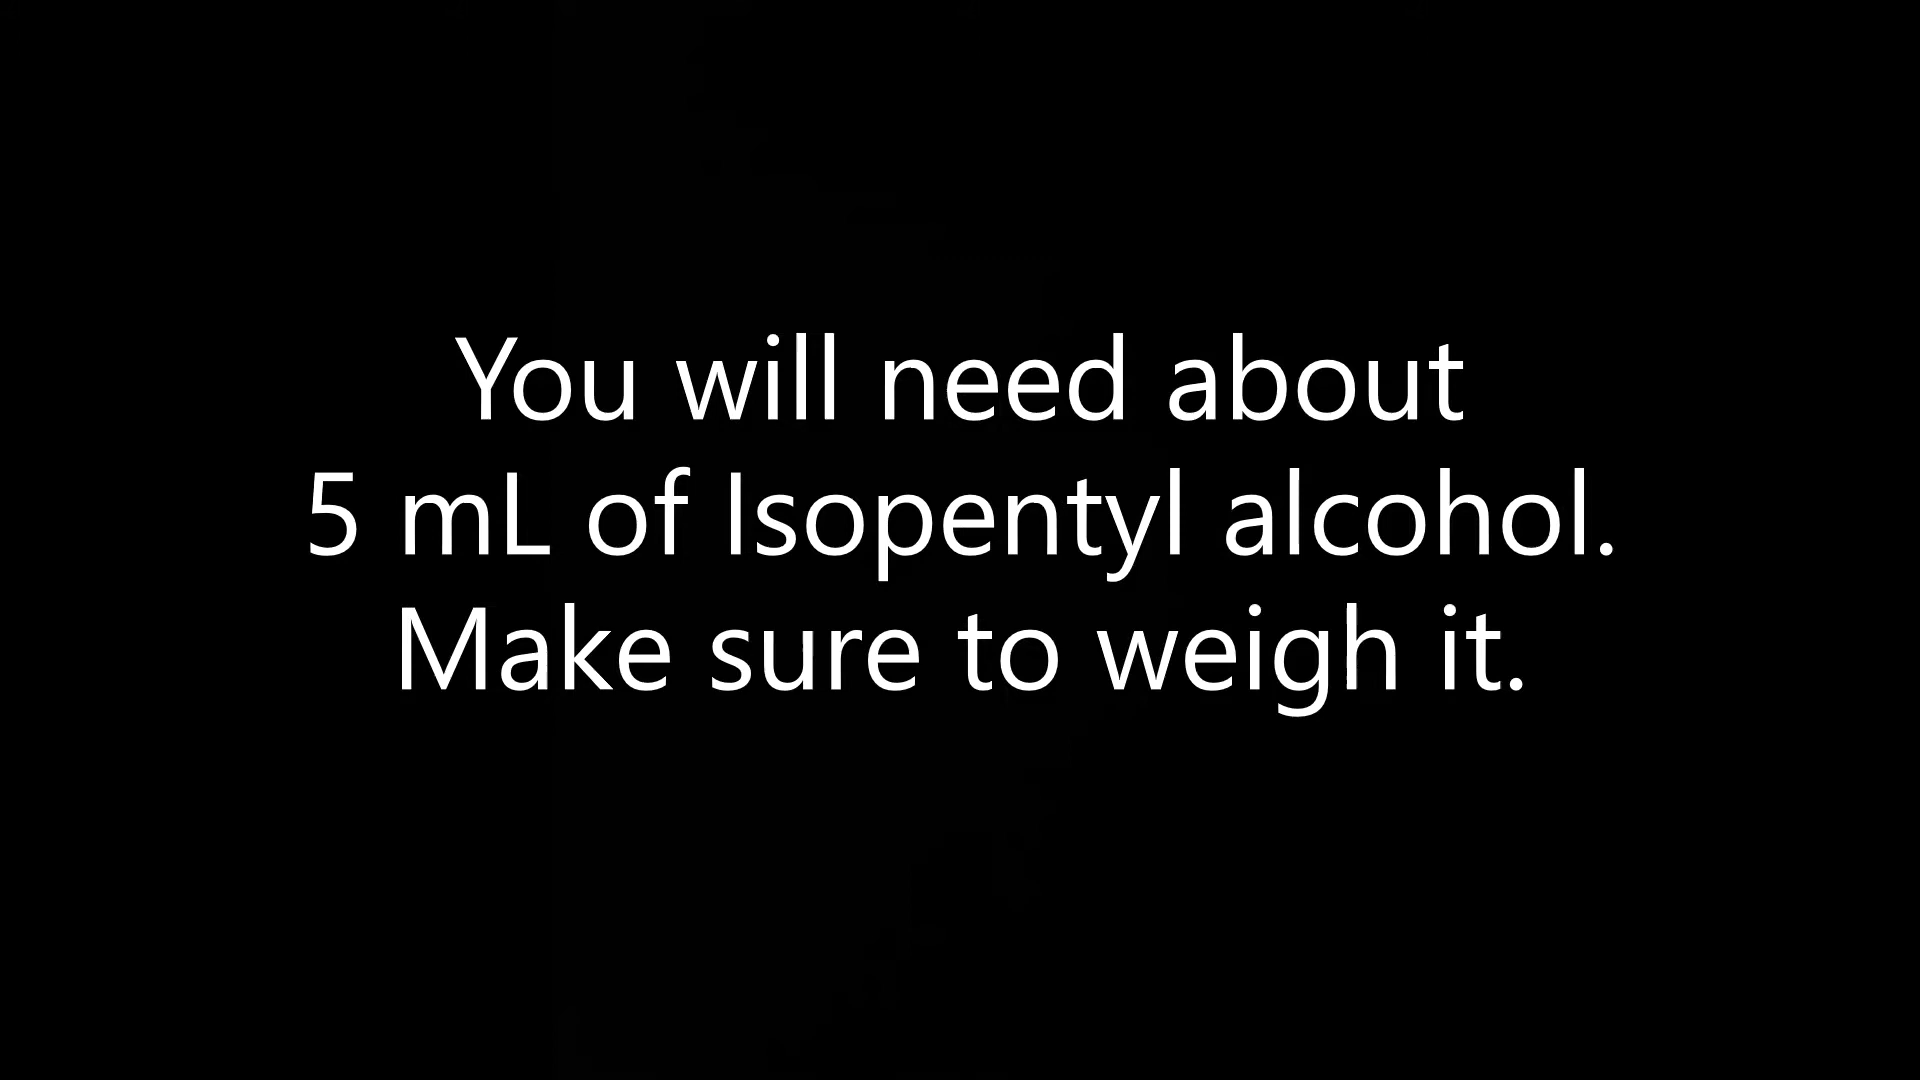 You will need about
5 mL of Isopentyl alcohol.
Make sure to weigh it.